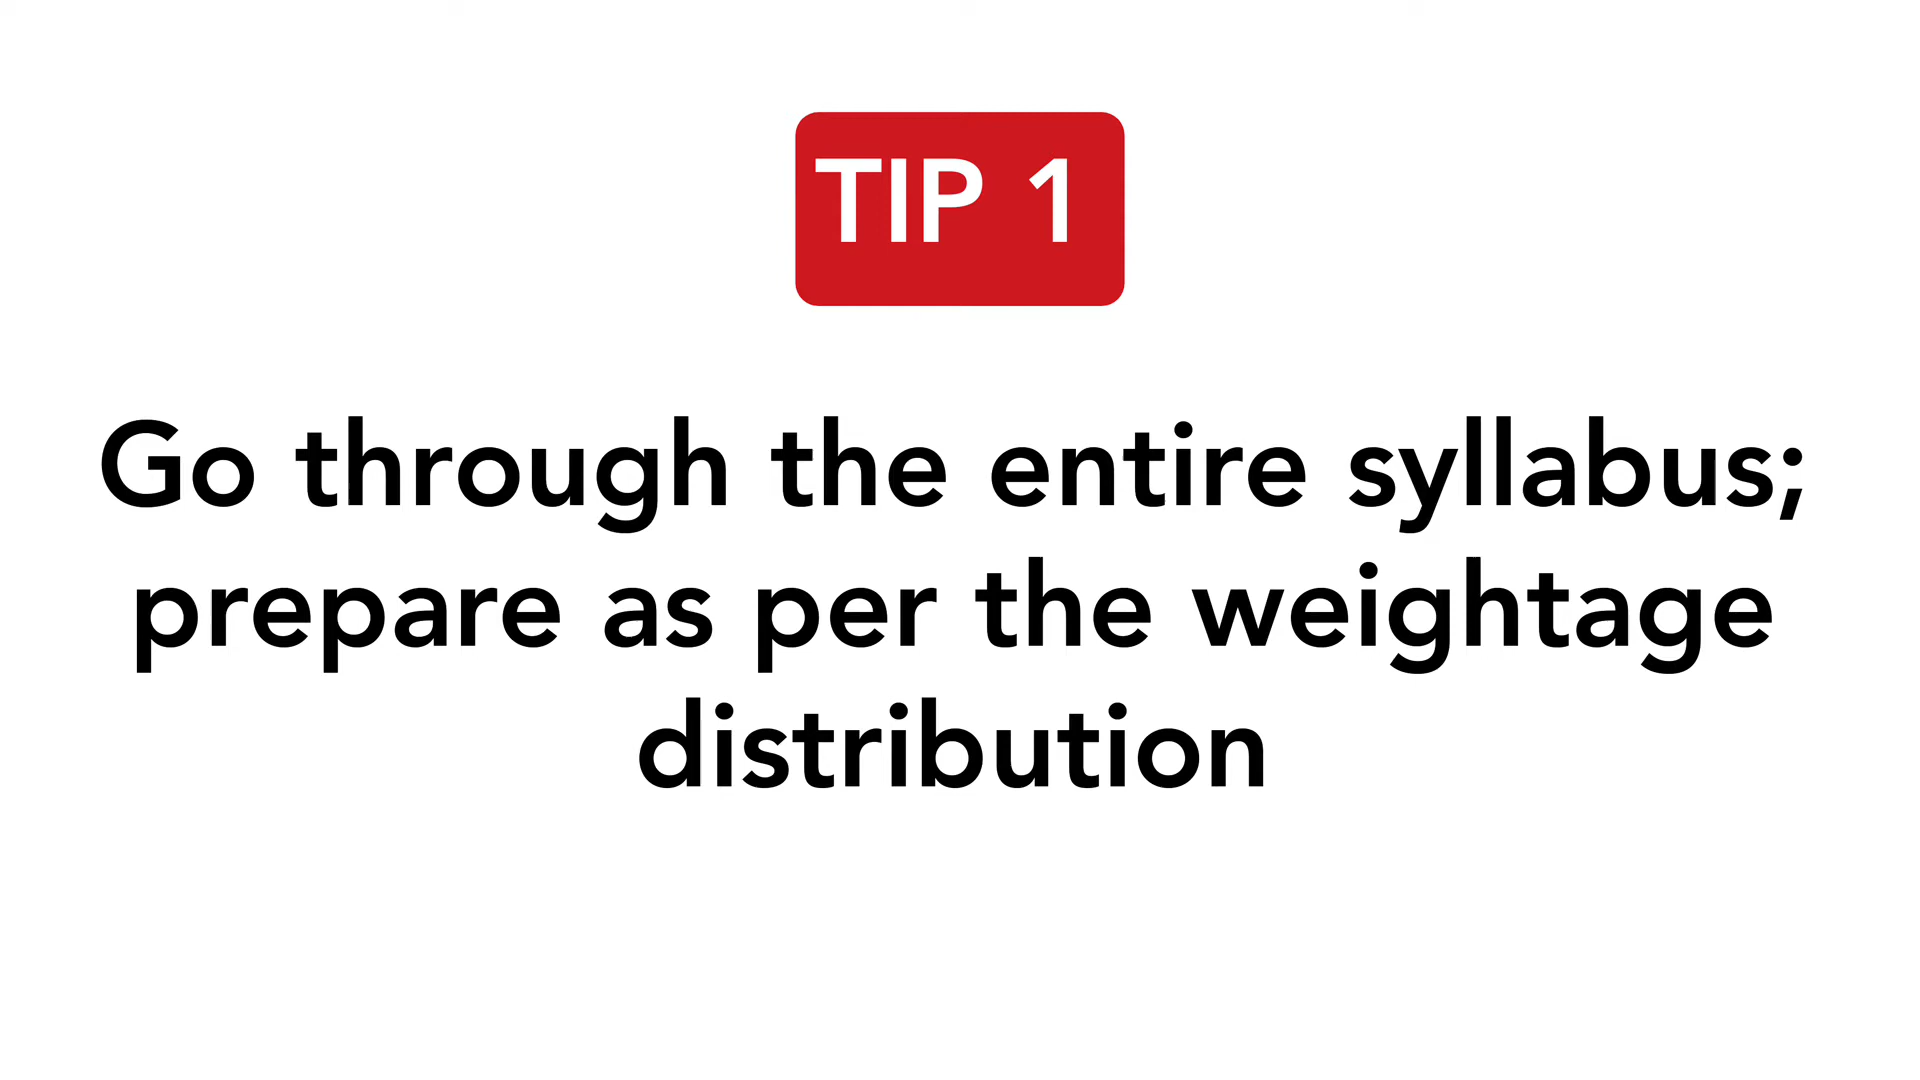 TIP 1
Go through the entire syllabus;
prepare as per the weightage
distribution